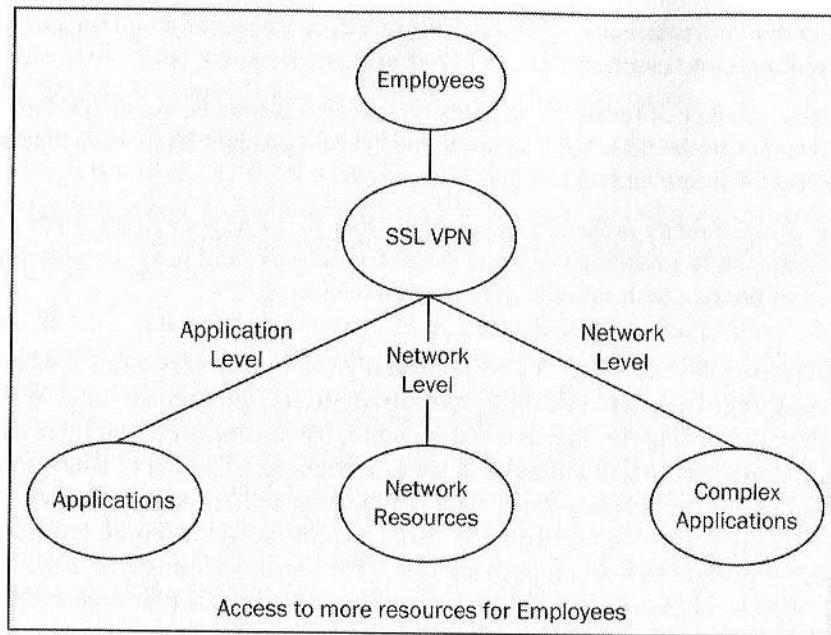 Employees
SSL VPN
Application
Level
Network
Level
Network
Level
Applications
Network
Resources
Complex
Applications
Access to more resources for Employees